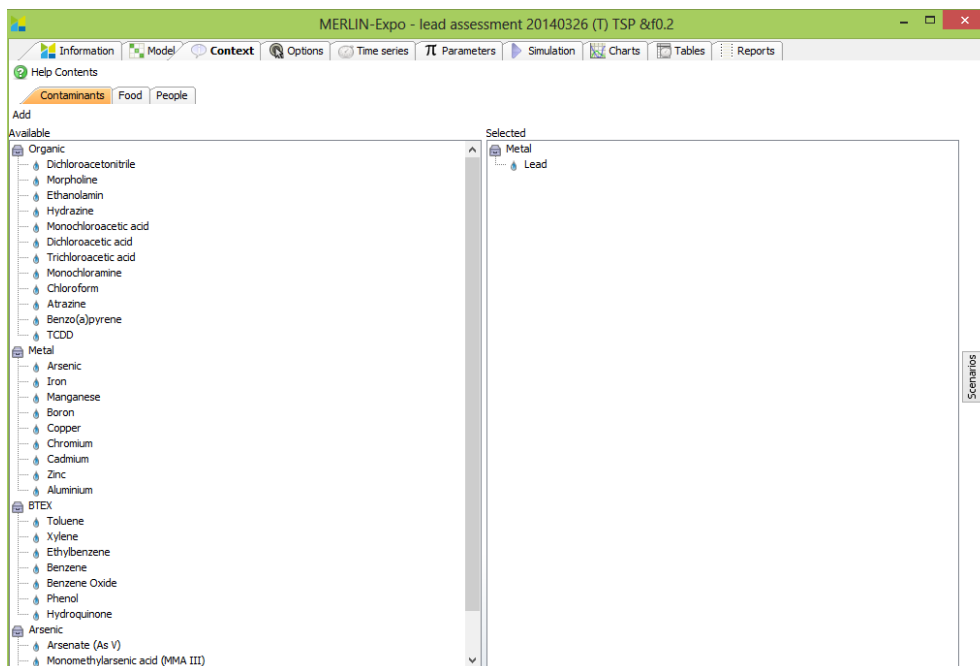 MERLIN-Expo - lead assessment 20140326 (T) TSP &f0.2
Information Model Context Options Time series π Parameters Simulation Charts Tables Reports
Help Contents
Contaminants Food People
Add
Available Selected
Organic
Dichloroacetonitrile
Morpholine
Ethanolamin
Hydrazine
Monochloroacetic acid
Dichloroacetic acid
Trichloroacetic acid
Monochloramine
Chloroform
Atrazine
Benzo(a)pyrene
TCDD
Metal
Arsenic
Iron
Manganese
Boron
Copper
Chromium
Cadmium
Zinc
Aluminium
BTEX
Toluene
Xylene
Ethylbenzene
Benzene
Benzene Oxide
Phenol
Hydroquinone
Arsenic
Arsenate (As V)
Monomethylarsenic acid (MMA III)
Metal
Lead
Scenarios